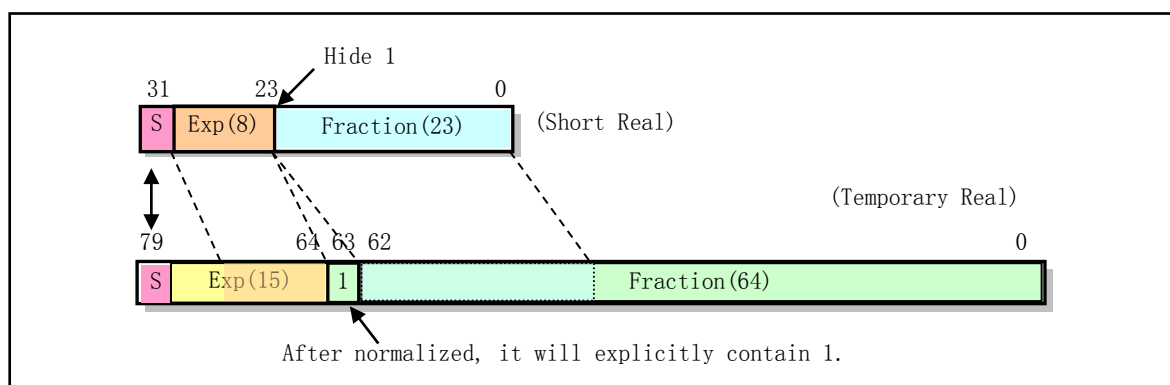 Hide 1
31 23 0
S Exp(8) Fraction(23) (Short Real)
(Temporary Real)
79 64 63 62 0
S Exp(15) 1 Fraction(64)
After normalized, it will explicitly contain 1.